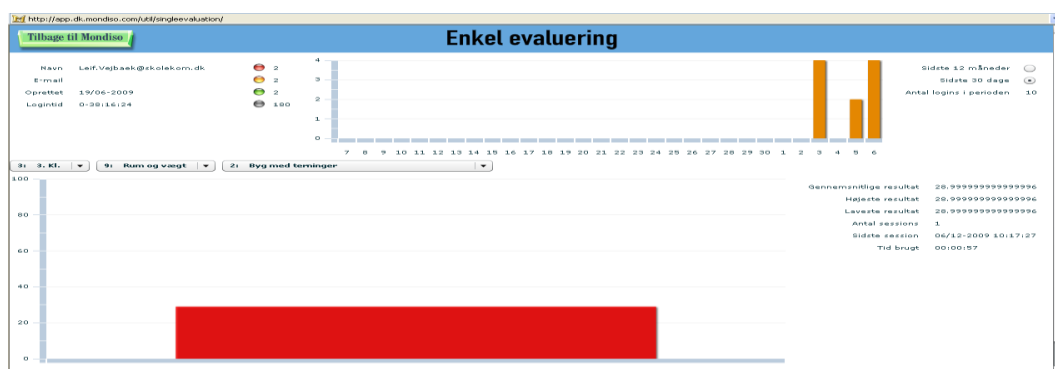 http://app.dk.mondiso.com/util/singleevaluation/
Tilbage til Mondiso
Enkel evaluering
Navn Leif.Vejbaek@skolekom.dk 2
E-mail 2
Oprettet 19/06-2009 2
Logintid 0-38:16:24 180
4
3
2
1
0
7 8 9 10 11 12 13 14 15 16 17 18 19 20 21 22 23 24 25 26 27 28 29 30 1 2 3 4 5 6
Sidste 12 måneder
Sidste 30 dage
Antal logins i perioden 10
3: 3. Kl. 9: Rum og vægt 2: Byg med terninger
100
80
60
40
20
0
Gennemsnitlige resultat 28.999999999999996
Højeste resultat 28.999999999999996
Laveste resultat 28.999999999999996
Antal sessions 1
Sidste session 06/12-2009 10:17:27
Tid brugt 00:00:57